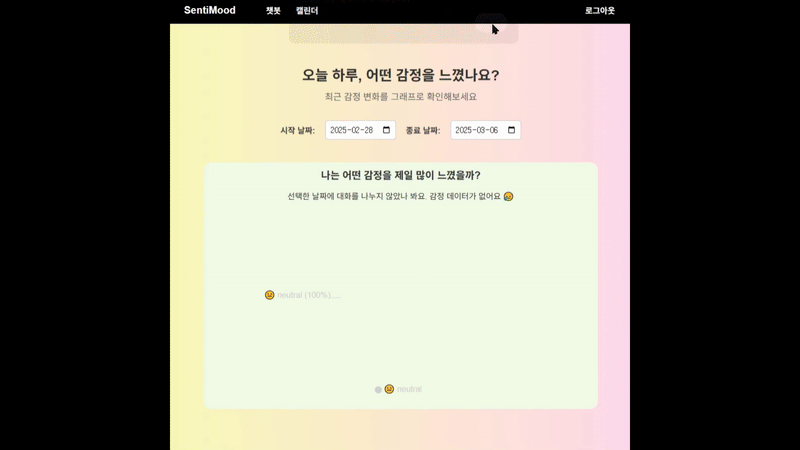 SentiMood 챗봇 캘린더 로그아웃
오늘 하루, 어떤 감정을 느꼈나요?
최근 감정 변화를 그래프로 확인해보세요
시작 날짜: 2025-02-28 종료 날짜: 2025-03-06
나는 어떤 감정을 제일 많이 느꼈을까?
선택한 날짜에 대화를 나누지 않았나 봐요. 감정 데이터가 없어요 😥
😐 neutral (100%)
😐 neutral